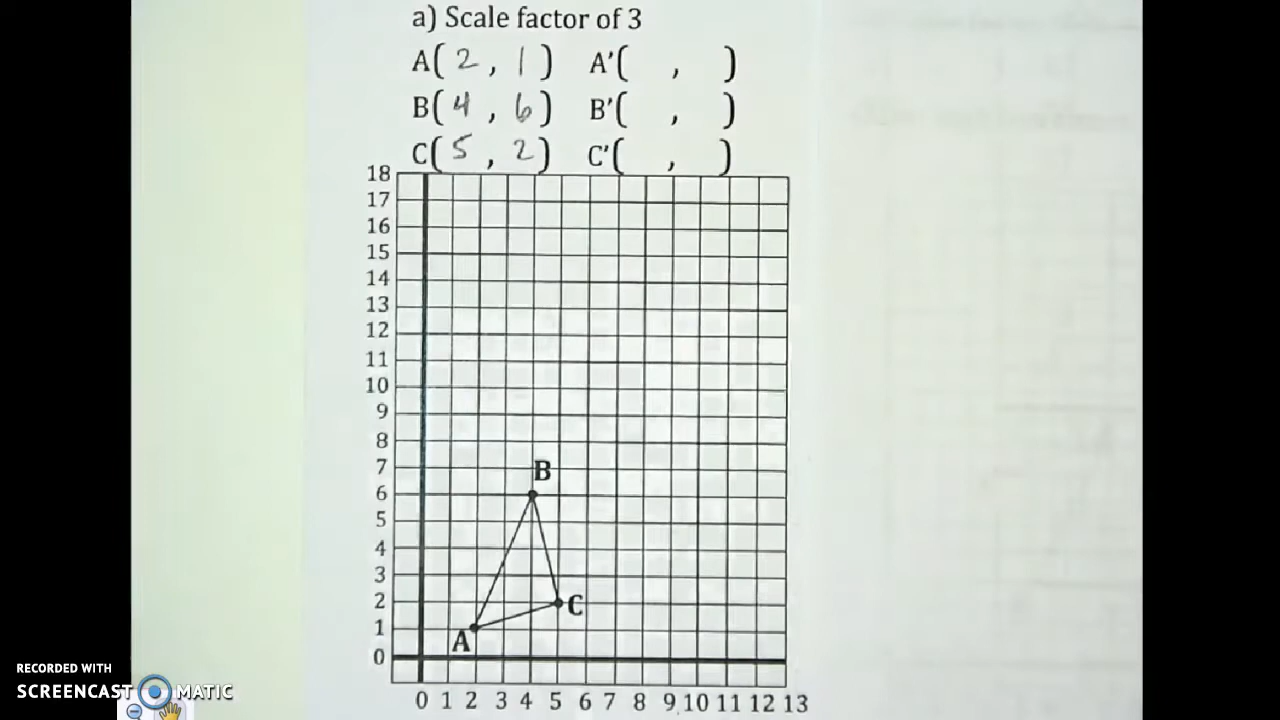 a) Scale factor of 3
A( 2 , 1 ) A'( , )
B( 4 , 6 ) B'( , )
C( 5 , 2 ) C'( , )
18
17
16
15
14
13
12
11
10
9
8
7
6
5
4
3
2
1
0
B
C
A
0 1 2 3 4 5 6 7 8 9 10 11 12 13
RECORDED WITH
SCREENCAST MATIC